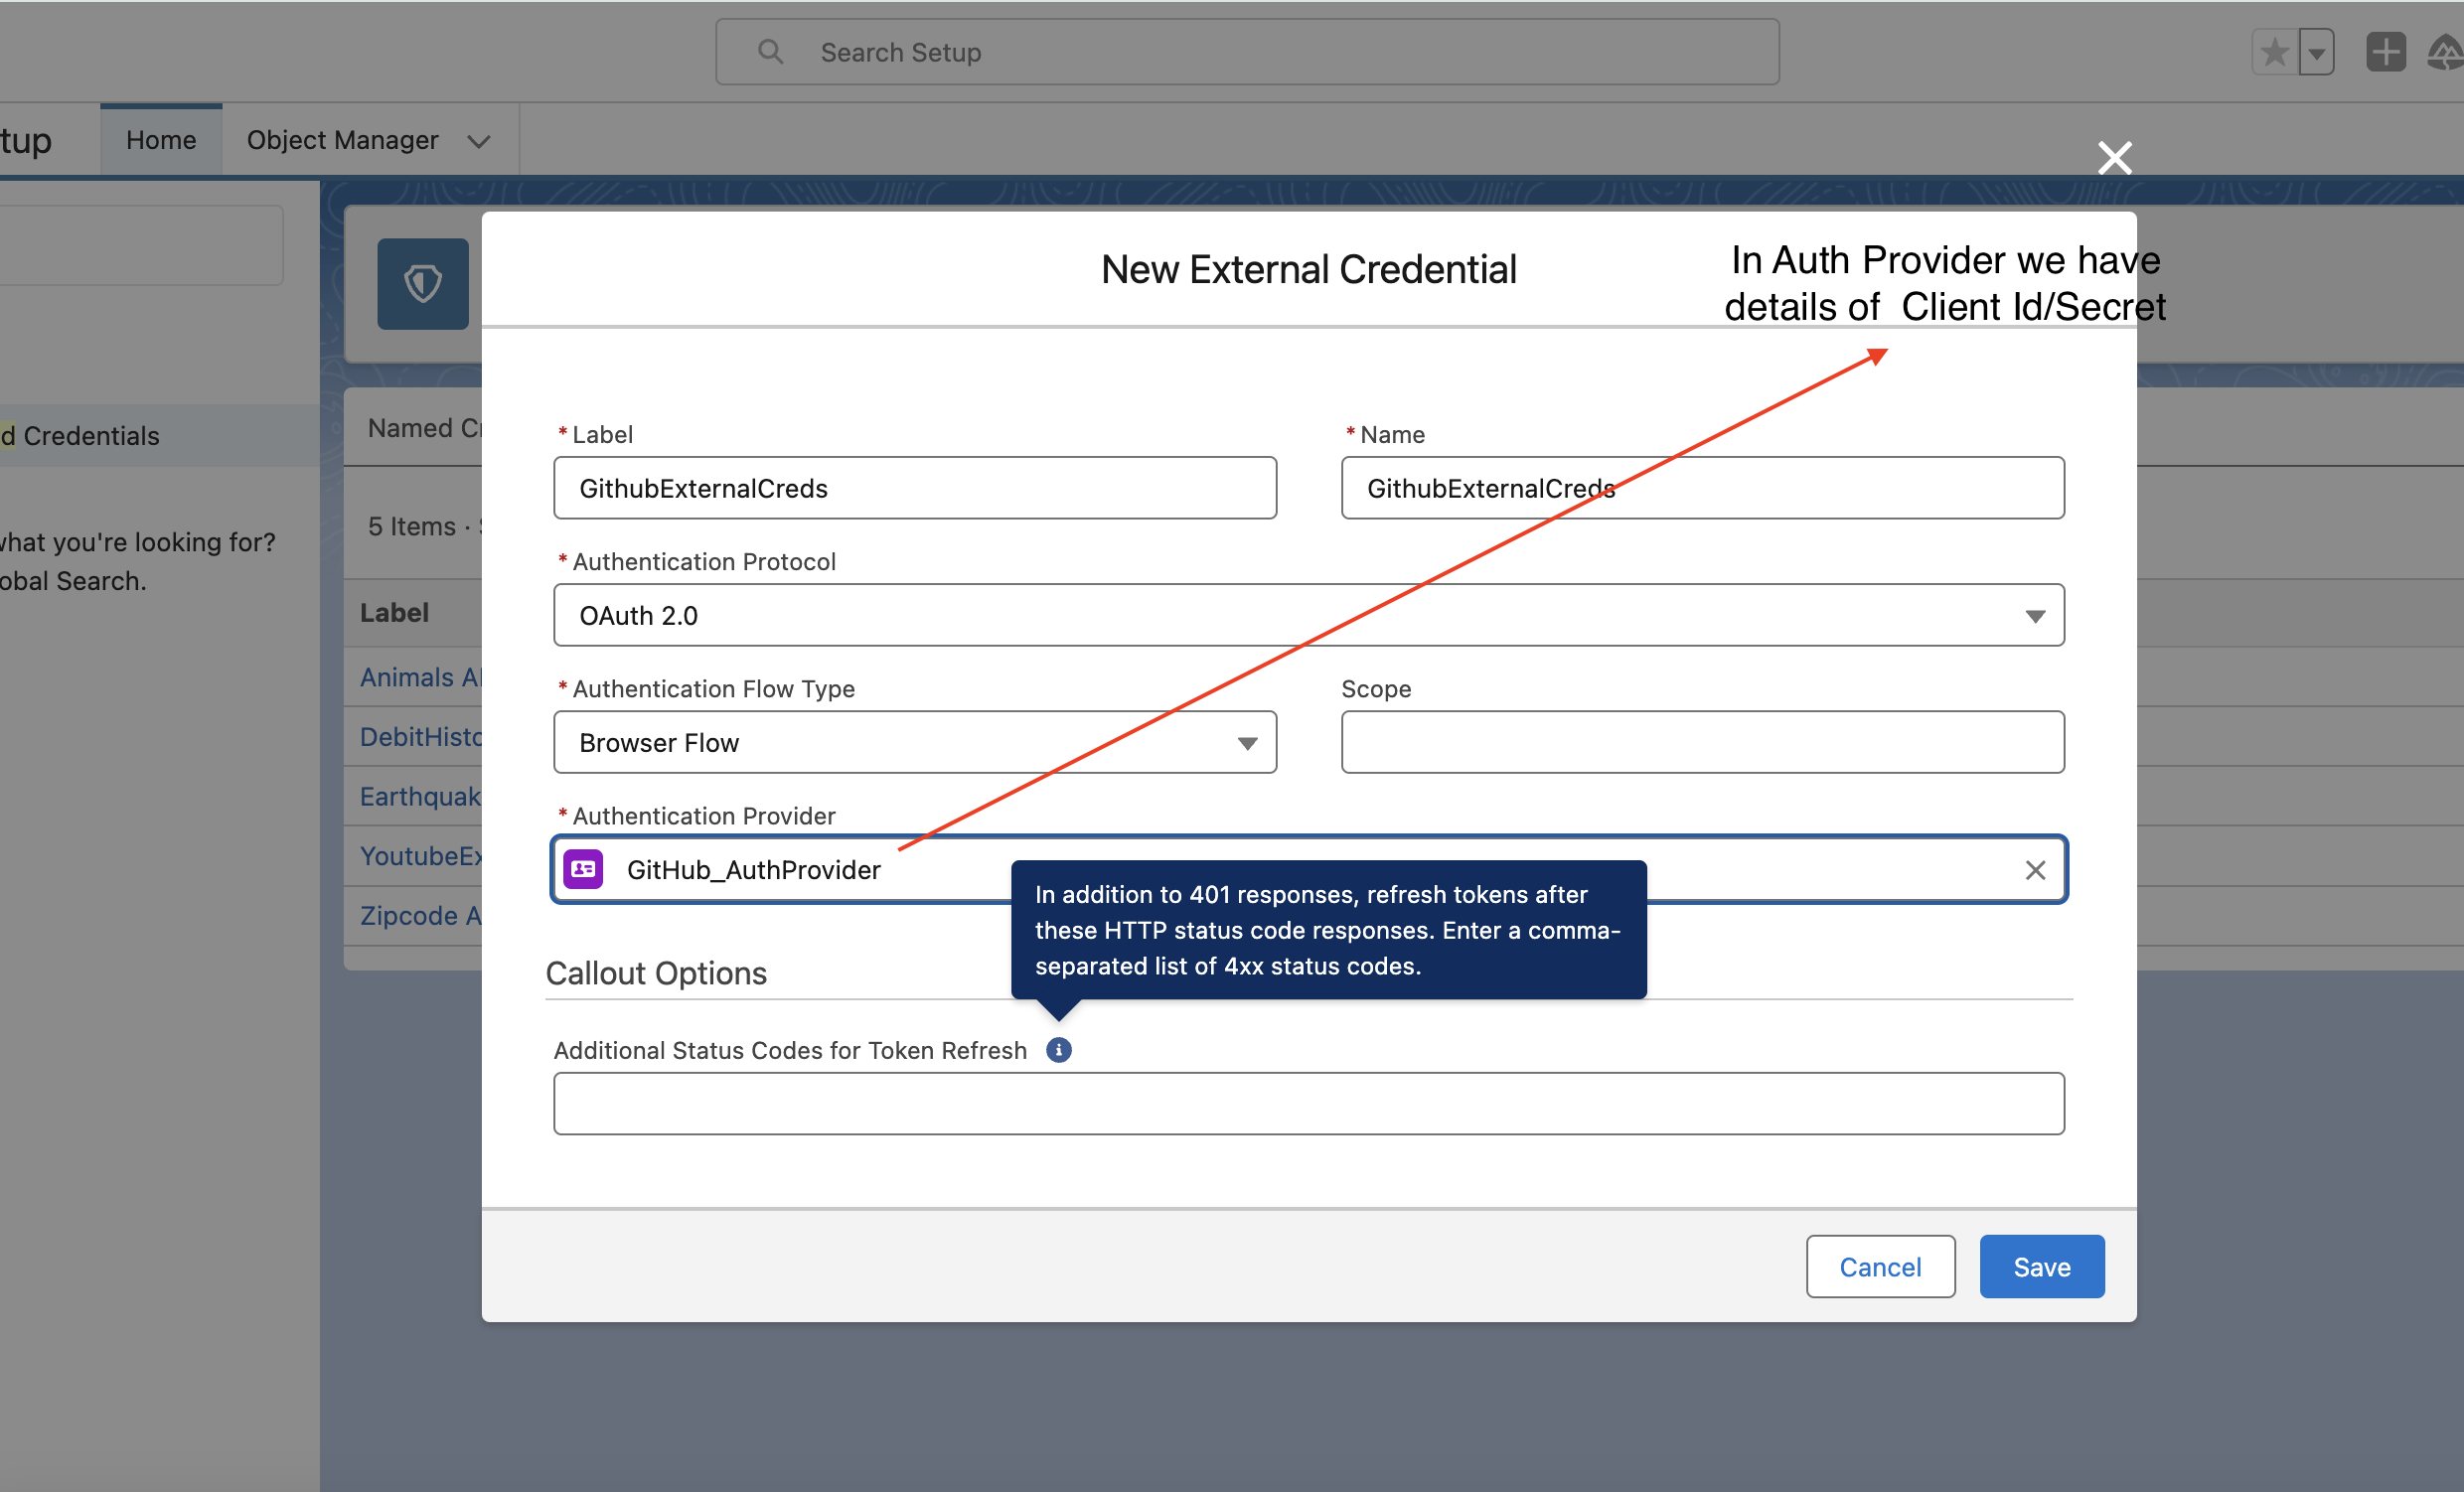 Search Setup
tup
Home
Object Manager
New External Credential
In Auth Provider we have
details of Client Id/Secret
d Credentials
Named C
* Label
* Name
GithubExternalCreds
GithubExternalCreds
5 Items ·
what you're looking for?
obal Search.
* Authentication Protocol
OAuth 2.0
Label
Animals A
* Authentication Flow Type
Scope
DebitHisto
Browser Flow
Earthquak
* Authentication Provider
YoutubeEx
GitHub_AuthProvider
Zipcode A
In addition to 401 responses, refresh tokens after
these HTTP status code responses. Enter a comma-
separated list of 4xx status codes.
Callout Options
Additional Status Codes for Token Refresh
Cancel
Save